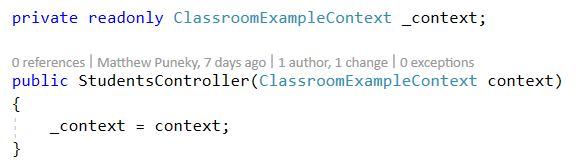 private readonly ClassroomExampleContext _context;
0 references | Matthew Puneky, 7 days ago | 1 author, 1 change | 0 exceptions
public StudentsController(ClassroomExampleContext context)
{
    _context = context;
}